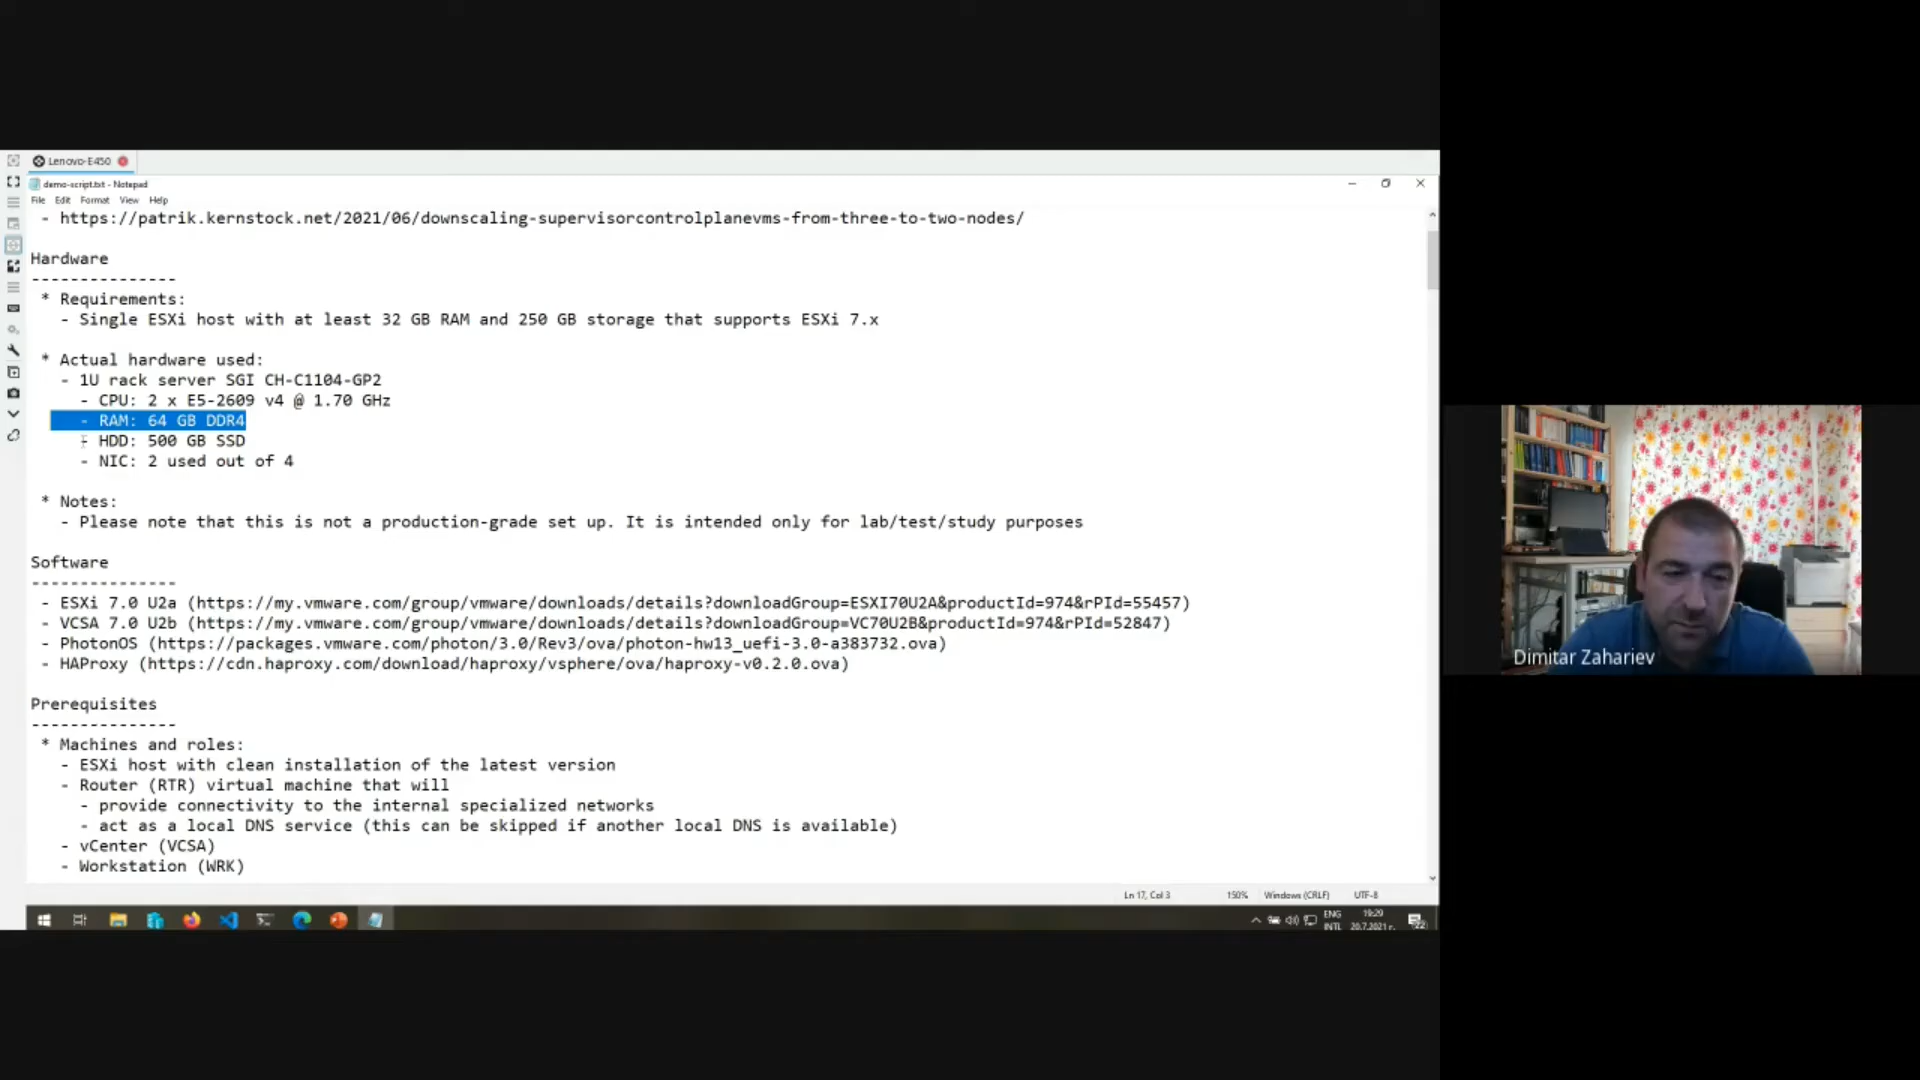 Lenovo-E450
demo-script.txt - Notepad
File Edit Format View Help
- https://patrik.kernstock.net/2021/06/downscaling-supervisorcontrolplanevms-from-three-to-two-nodes/
Hardware
---------------
* Requirements:
- Single ESXi host with at least 32 GB RAM and 250 GB storage that supports ESXi 7.x
* Actual hardware used:
- 1U rack server SGI CH-C1104-GP2
- CPU: 2 x E5-2609 v4 @ 1.70 GHz
- RAM: 64 GB DDR4
- HDD: 500 GB SSD
- NIC: 2 used out of 4
* Notes:
- Please note that this is not a production-grade set up. It is intended only for lab/test/study purposes
Software
---------------
- ESXi 7.0 U2a (https://my.vmware.com/group/vmware/downloads/details?downloadGroup=ESXI70U2A&productId=974&rPId=55457)
- VCSA 7.0 U2b (https://my.vmware.com/group/vmware/downloads/details?downloadGroup=VC70U2B&productId=974&rPId=52847)
- PhotonOS (https://packages.vmware.com/photon/3.0/Rev3/ova/photon-hw13_uefi-3.0-a383732.ova)
- HAProxy (https://cdn.haproxy.com/download/haproxy/vsphere/ova/haproxy-v0.2.0.ova)
Prerequisites
---------------
* Machines and roles:
- ESXi host with clean installation of the latest version
- Router (RTR) virtual machine that will
- provide connectivity to the internal specialized networks
- act as a local DNS service (this can be skipped if another local DNS is available)
- vCenter (VCSA)
- Workstation (WRK)
Ln 17, Col 3 150% Windows (CRLF) UTF-8
ENG 19:29
INTL 20.7.2021 г. 22
Dimitar Zahariev